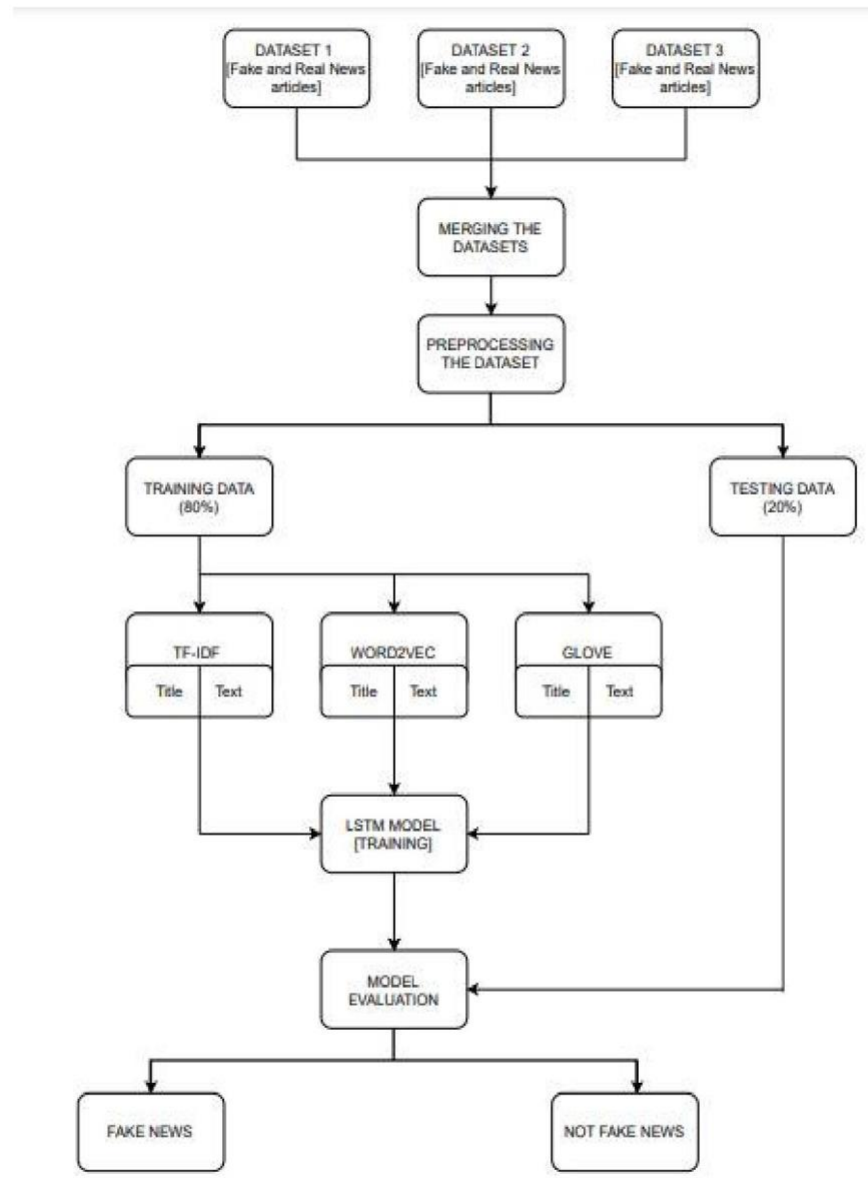 DATASET 1
[Fake and Real News
articles]
DATASET 2
[Fake and Real News
articles]
DATASET 3
[Fake and Real News
articles]
MERGING THE
DATASETS
PREPROCESSING
THE DATASET
TRAINING DATA
(80%)
TESTING DATA
(20%)
TF-IDF
Title
Text
WORD2VEC
Title
Text
GLOVE
Title
Text
LSTM MODEL
[TRAINING]
MODEL
EVALUATION
FAKE NEWS
NOT FAKE NEWS